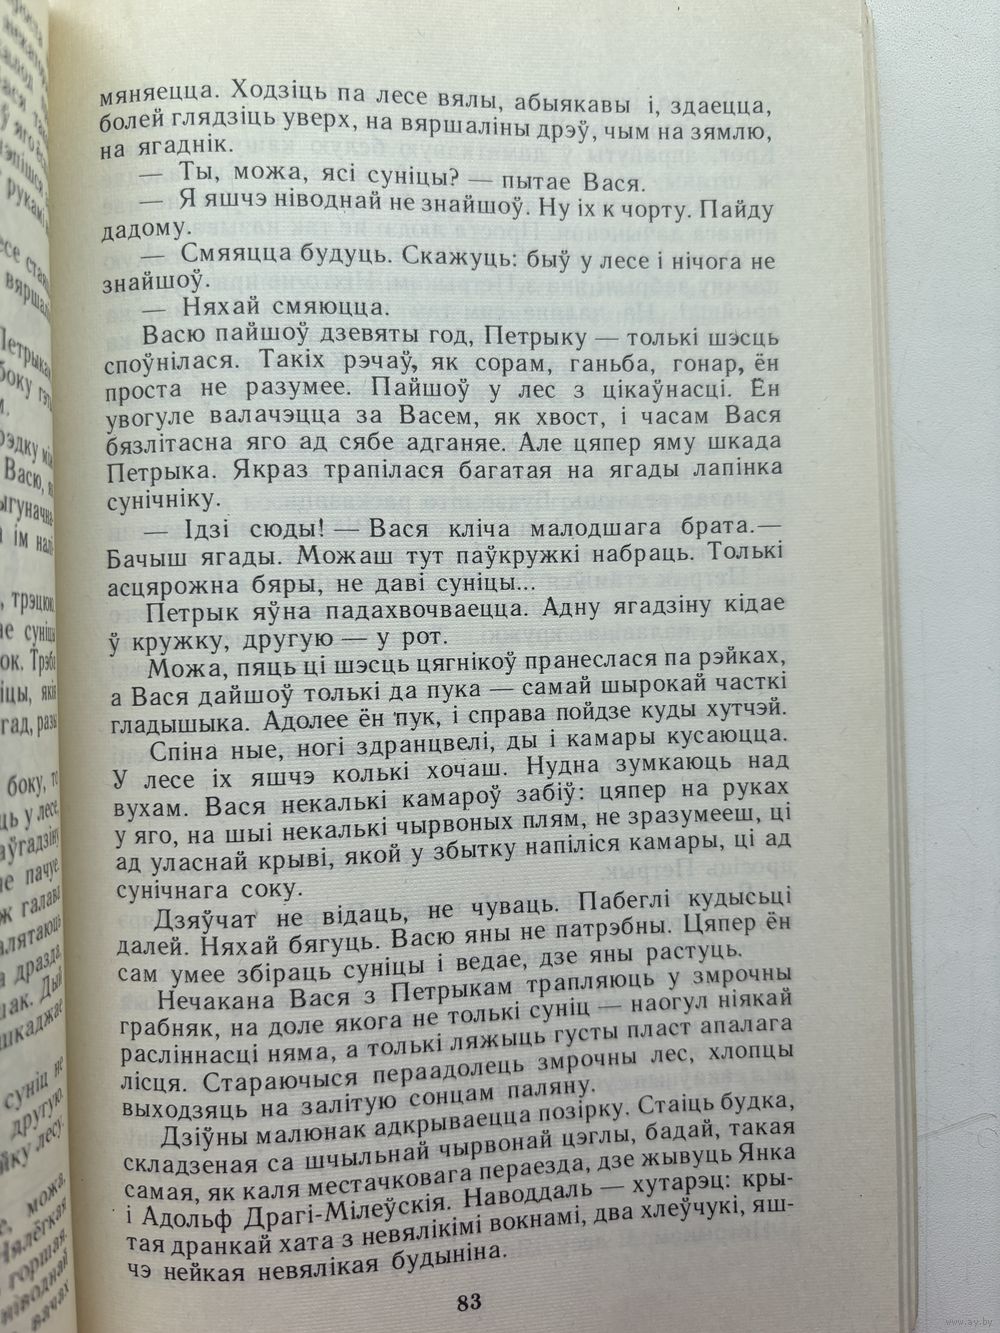 мяняецца. Ходзіць па лесе вялы, абыякавы і, здаецца,
болей глядзіць уверх, на вяршаліны дрэў, чым на зямлю,
на ягаднік.
— Ты, можа, ясі суніцы? — пытае Вася.
— Я яшчэ ніводнай не знайшоў. Ну іх к чорту. Пайду
дадому.
— Смяяцца будуць. Скажуць: быў у лесе і нічога не
знайшоў.
— Няхай смяюцца.
Васю пайшоў дзевяты год, Петрыку — толькі шэсць
споўнілася. Такіх рэчаў, як сорам, ганьба, гонар, ён
проста не разумее. Пайшоў у лес з цікаўнасці. Ён
увогуле валачэцца за Васем, як хвост, і часам Вася
бязлітасна яго ад сябе адганяе. Але цяпер яму шкада
Петрыка. Якраз трапілася багатая на ягады лапінка
сунічніку.
— Ідзі сюды! — Вася кліча малодшага брата.—
Бачыш ягады. Можаш тут паўкружкі набраць. Толькі
асцярожна бяры, не даві суніцы...
Петрык яўна падахвочваецца. Адну ягадзіну кідае
ў кружку, другую — у рот.
Можа, пяць ці шэсць цягнікоў пранеслася па рэйках,
а Вася дайшоў толькі да пука — самай шырокай часткі
гладышыка. Адолее ён пук, і справа пойдзе куды хутчэй.
Спіна ные, ногі здранцвелі, ды і камары кусаюцца.
У лесе іх яшчэ колькі хочаш. Нудна зумкаюць над
вухам. Вася некалькі камароў забіў: цяпер на руках
у яго, на шыі некалькі чырвоных плям, не зразумееш, ці
ад уласнай крыві, якой у збытку напіліся камары, ці ад
сунічнага соку.
Дзяўчат не відаць, не чуваць. Пабеглі кудысьці
далей. Няхай бягуць. Васю яны не патрэбны. Цяпер ён
сам умее збіраць суніцы і ведае, дзе яны растуць.
Нечакана Вася з Петрыкам трапляюць у змрочны
грабняк, на доле якога не толькі суніц — наогул ніякай
расліннасці няма, а толькі ляжыць густы пласт апалага
лісця. Стараючыся пераадолець змрочны лес, хлопцы
выходзяць на залітую сонцам паляну.
Дзіўны малюнак адкрываецца позірку. Стаіць будка,
складзеная са шчыльнай чырвонай цэглы, бадай, такая
самая, як каля местачковага пераезда, дзе жывуць Янка
і Адольф Драгі-Мілеўскія. Наводдаль — хутарэц: кры-
тая дранкай хата з невялікімі вокнамі, два хлеўчукі, яш-
чэ нейкая невялікая будыніна.
83
www.ay.by